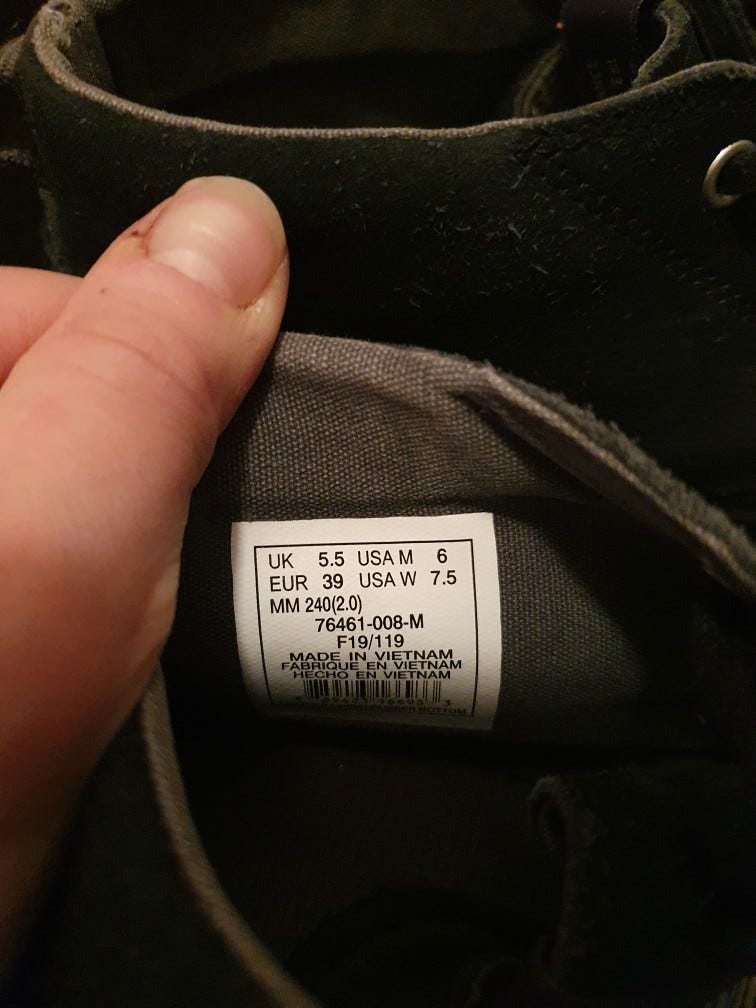 UK 5.5 USA M 6
EUR 39 USA W 7.5
MM 240(2.0)
76461-008-M
F19/119
MADE IN VIETNAM
FABRIQUE EN VIETNAM
HECHO EN VIETNAM
BOTTOM